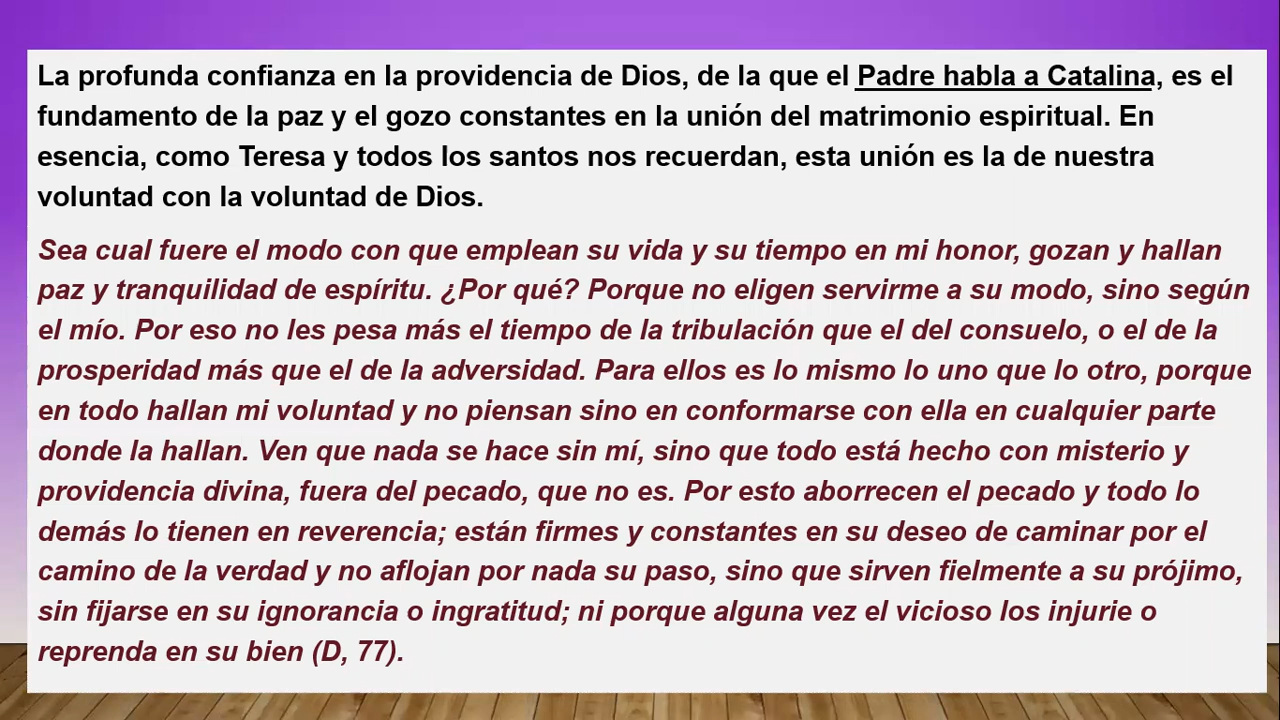 La profunda confianza en la providencia de Dios, de la que el Padre habla a Catalina, es el
fundamento de la paz y el gozo constantes en la unión del matrimonio espiritual. En
esencia, como Teresa y todos los santos nos recuerdan, esta unión es la de nuestra
voluntad con la voluntad de Dios.
Sea cual fuere el modo con que emplean su vida y su tiempo en mi honor, gozan y hallan
paz y tranquilidad de espíritu. ¿Por qué? Porque no eligen servirme a su modo, sino según
el mío. Por eso no les pesa más el tiempo de la tribulación que el del consuelo, o el de la
prosperidad más que el de la adversidad. Para ellos es lo mismo lo uno que lo otro, porque
en todo hallan mi voluntad y no piensan sino en conformarse con ella en cualquier parte
donde la hallan. Ven que nada se hace sin mí, sino que todo está hecho con misterio y
providencia divina, fuera del pecado, que no es. Por esto aborrecen el pecado y todo lo
demás lo tienen en reverencia; están firmes y constantes en su deseo de caminar por el
camino de la verdad y no aflojan por nada su paso, sino que sirven fielmente a su prójimo,
sin fijarse en su ignorancia o ingratitud; ni porque alguna vez el vicioso los injurie o
reprenda en su bien (D, 77).